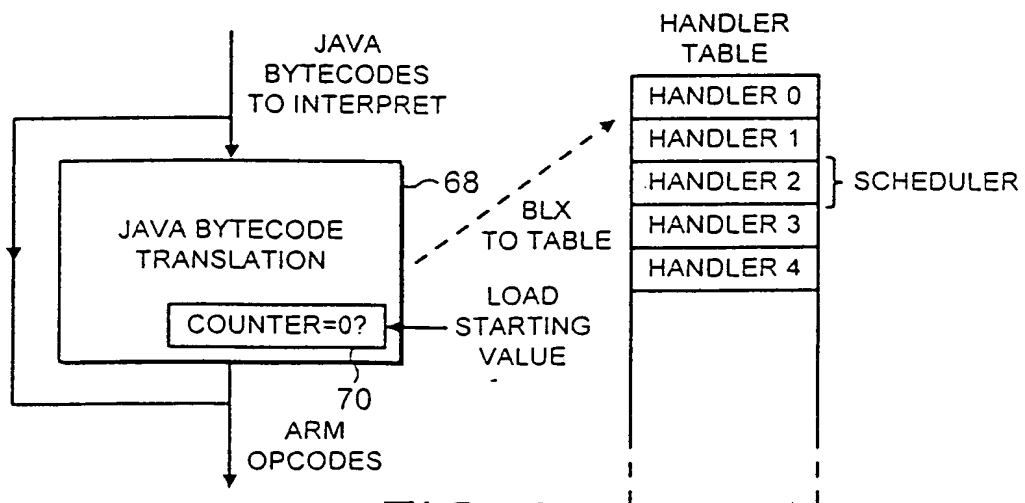 JAVA
BYTECODES
TO INTERPRET
68
JAVA BYTECODE
TRANSLATION
COUNTER=0?
70
LOAD
STARTING
VALUE
BLX
TO TABLE
ARM
OPCODES
HANDLER
TABLE
HANDLER 0
HANDLER 1
HANDLER 2
SCHEDULER
HANDLER 3
HANDLER 4